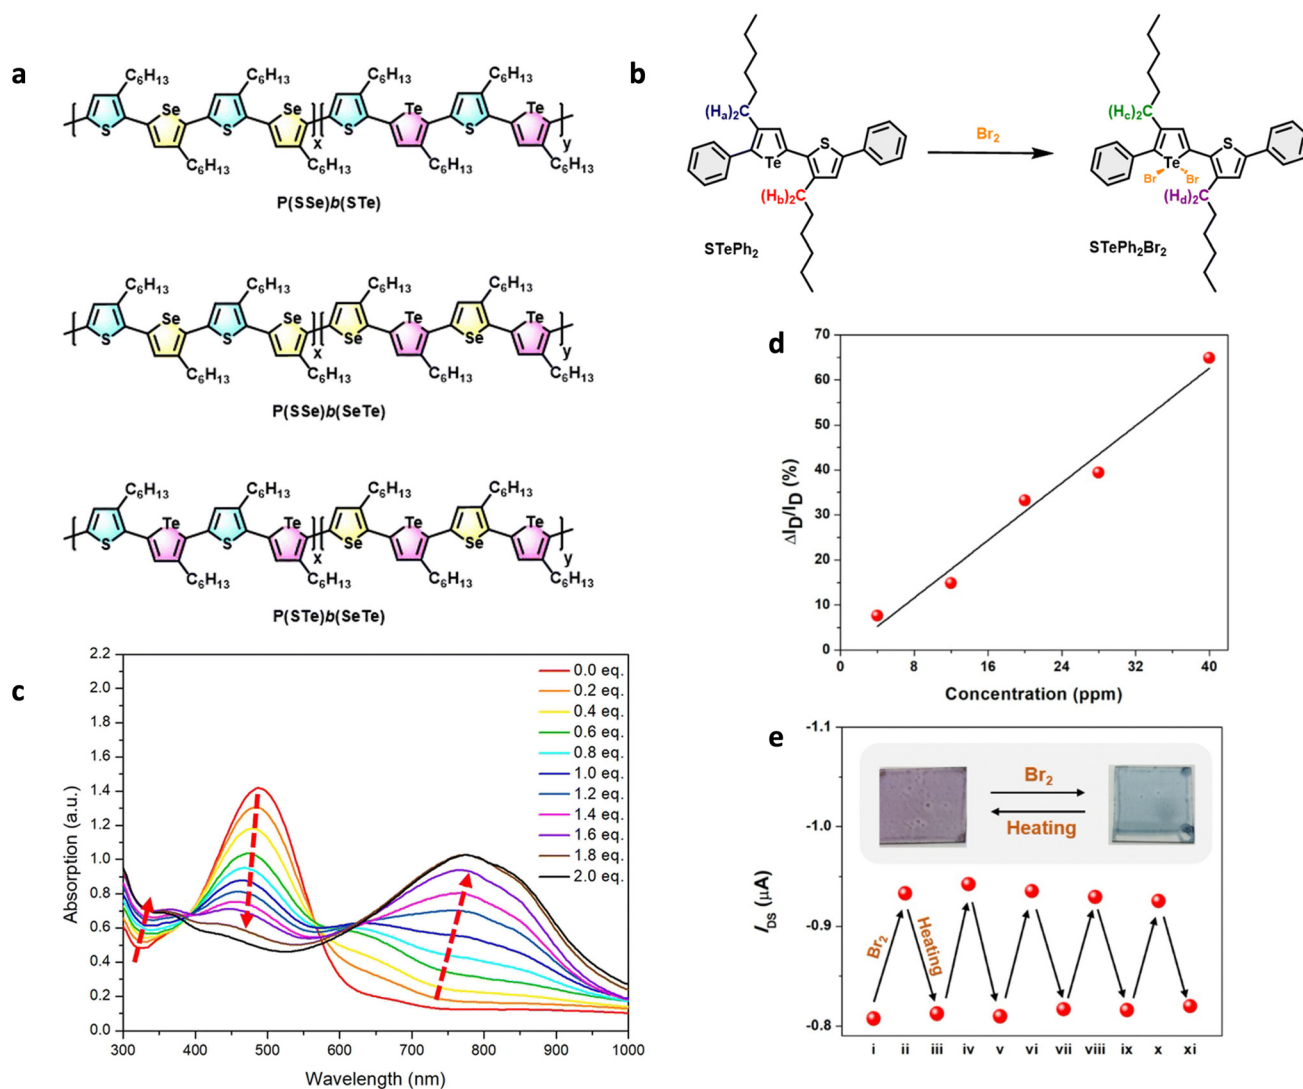 a
C₆H₁₃ C₆H₁₃ C₆H₁₃ C₆H₁₃
Se Se Te Te
S S S S
x y
C₆H₁₃ C₆H₁₃ C₆H₁₃ C₆H₁₃
P(SSe)b(STe)
C₆H₁₃ C₆H₁₃ C₆H₁₃ C₆H₁₃
Se Se Te Te
S S Se Se
x y
C₆H₁₃ C₆H₁₃ C₆H₁₃ C₆H₁₃
P(SSe)b(SeTe)
C₆H₁₃ C₆H₁₃ C₆H₁₃ C₆H₁₃
Te Te Te Te
S S Se Se
x y
C₆H₁₃ C₆H₁₃ C₆H₁₃ C₆H₁₃
P(STe)b(SeTe)
b
(Hₐ)₂C
S
Te
(H_b)₂C
STePh₂
Br₂
(H_c)₂C
S
Te
Br Br
(H_d)₂C
STePh₂Br₂
c
Absorption (a.u.)
2.2
2.0
1.8
1.6
1.4
1.2
1.0
0.8
0.6
0.4
0.2
0.0
300 400 500 600 700 800 900 1000
Wavelength (nm)
0.0 eq.
0.2 eq.
0.4 eq.
0.6 eq.
0.8 eq.
1.0 eq.
1.2 eq.
1.4 eq.
1.6 eq.
1.8 eq.
2.0 eq.
d
ΔI_D/I_D (%)
70
60
50
40
30
20
10
0
0 8 16 24 32 40
Concentration (ppm)
e
I_DS (μA)
-1.1
-1.0
-0.9
-0.8
Br₂
Heating
Br₂
Heating
i ii iii iv v vi vii viii ix x xi